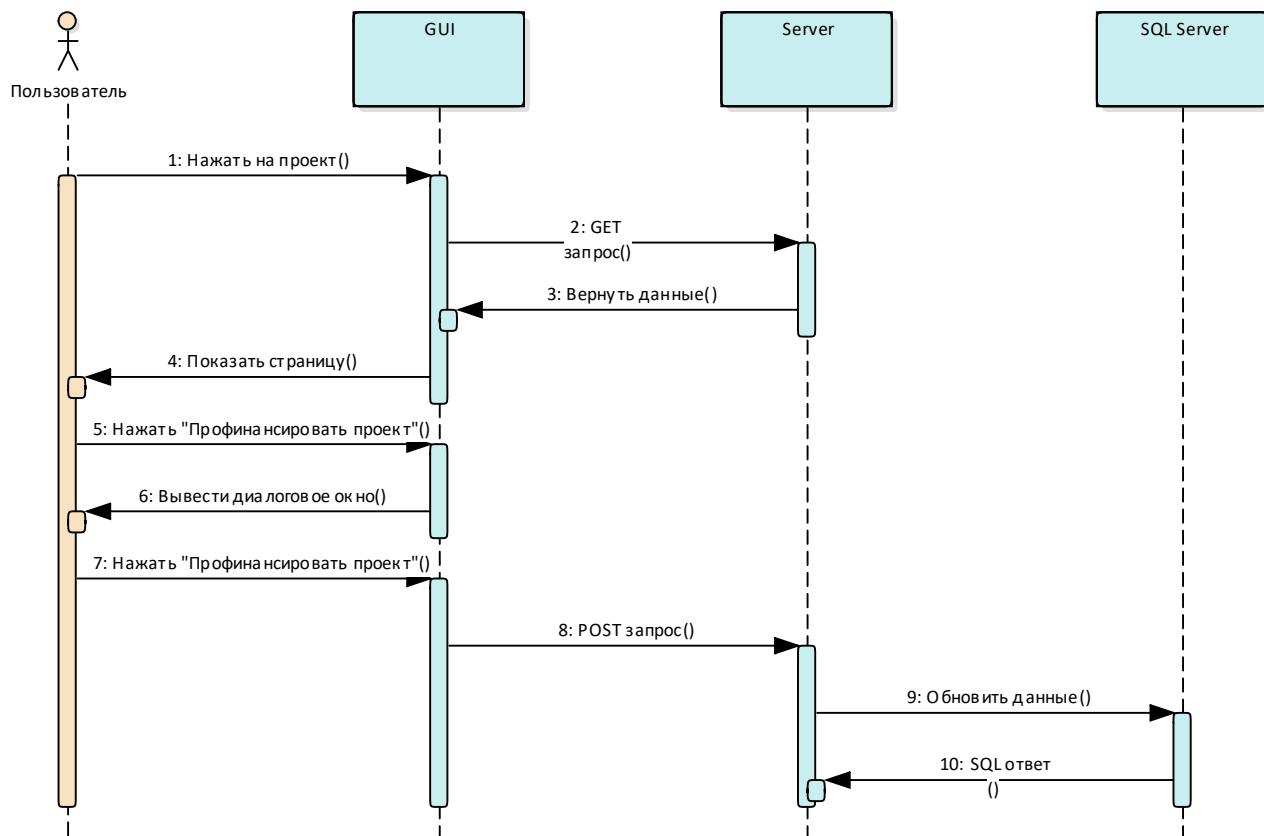 GUI
Server
SQL Server
Пользователь
1: Нажать на проект()
2: GET
запрос()
3: Вернуть данные()
4: Показать страницу()
5: Нажать "Профинансировать проект"()
6: Вывести диалоговое окно()
7: Нажать "Профинансировать проект"()
8: POST запрос()
9: Обновить данные()
10: SQL ответ
()